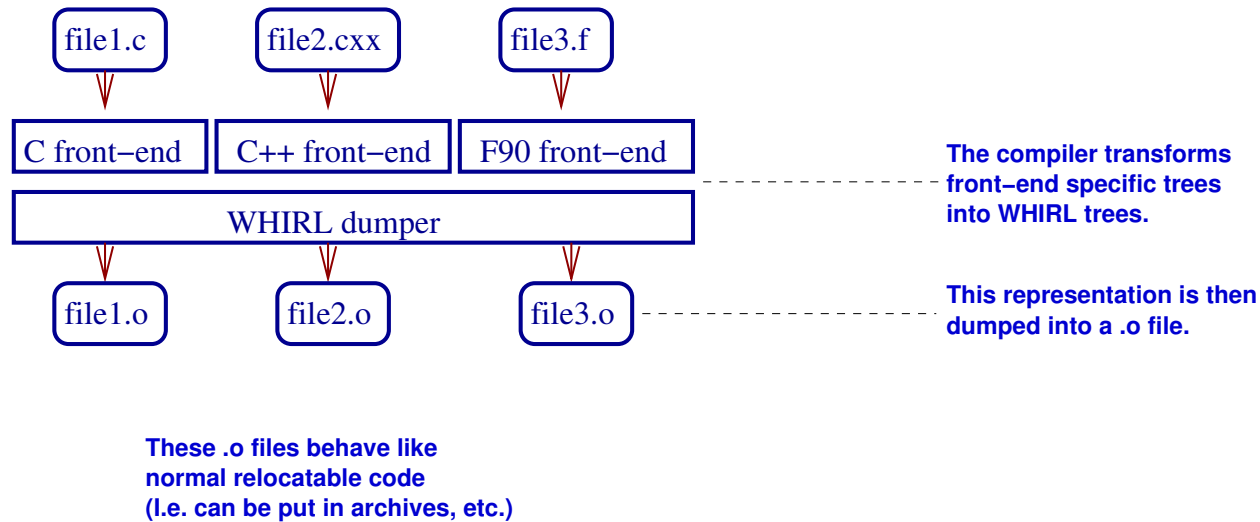 file1.c
file2.cxx
file3.f
C front−end
C++ front−end
F90 front−end
The compiler transforms
front−end specific trees
into WHIRL trees.
WHIRL dumper
file1.o
file2.o
file3.o
This representation is then
dumped into a .o file.
These .o files behave like
normal relocatable code
(I.e. can be put in archives, etc.)